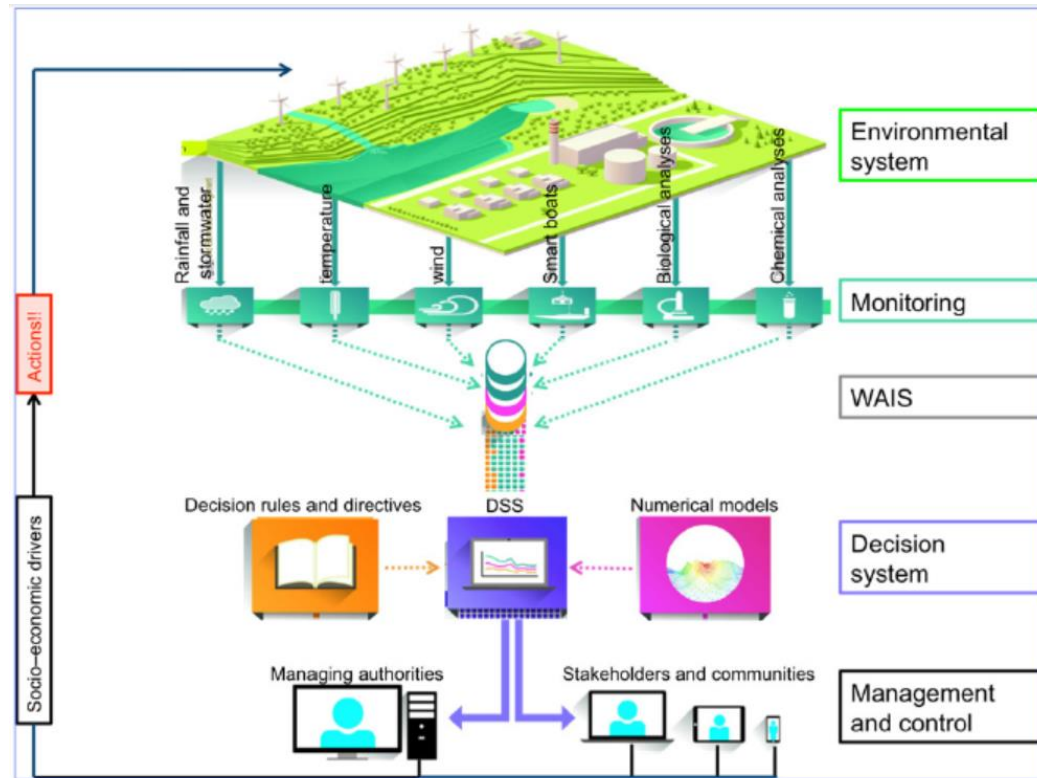 Environmental
system
Rainfall and
stormwater
temperature
wind
Smart boats
Biological analyses
Chemical analyses
Monitoring
Actions!!
WAIS
Decision rules and directives
DSS
Numerical models
Decision
system
Socio-economic drivers
Managing authorities
Stakeholders and communities
Management
and control